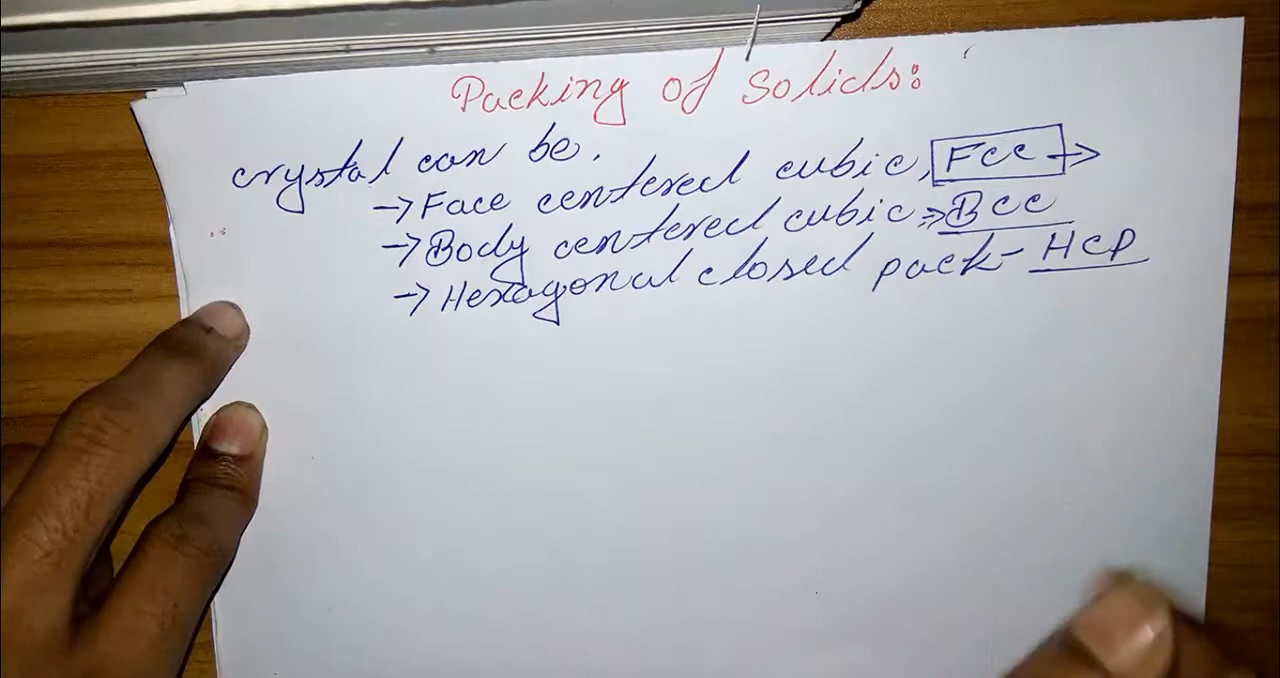 Packing of Solids:
crystal can be.
→ Face centered cubic, FCC →
→ Body centered cubic ⇒ BCC
→ Hexagonal closed pack - HCP